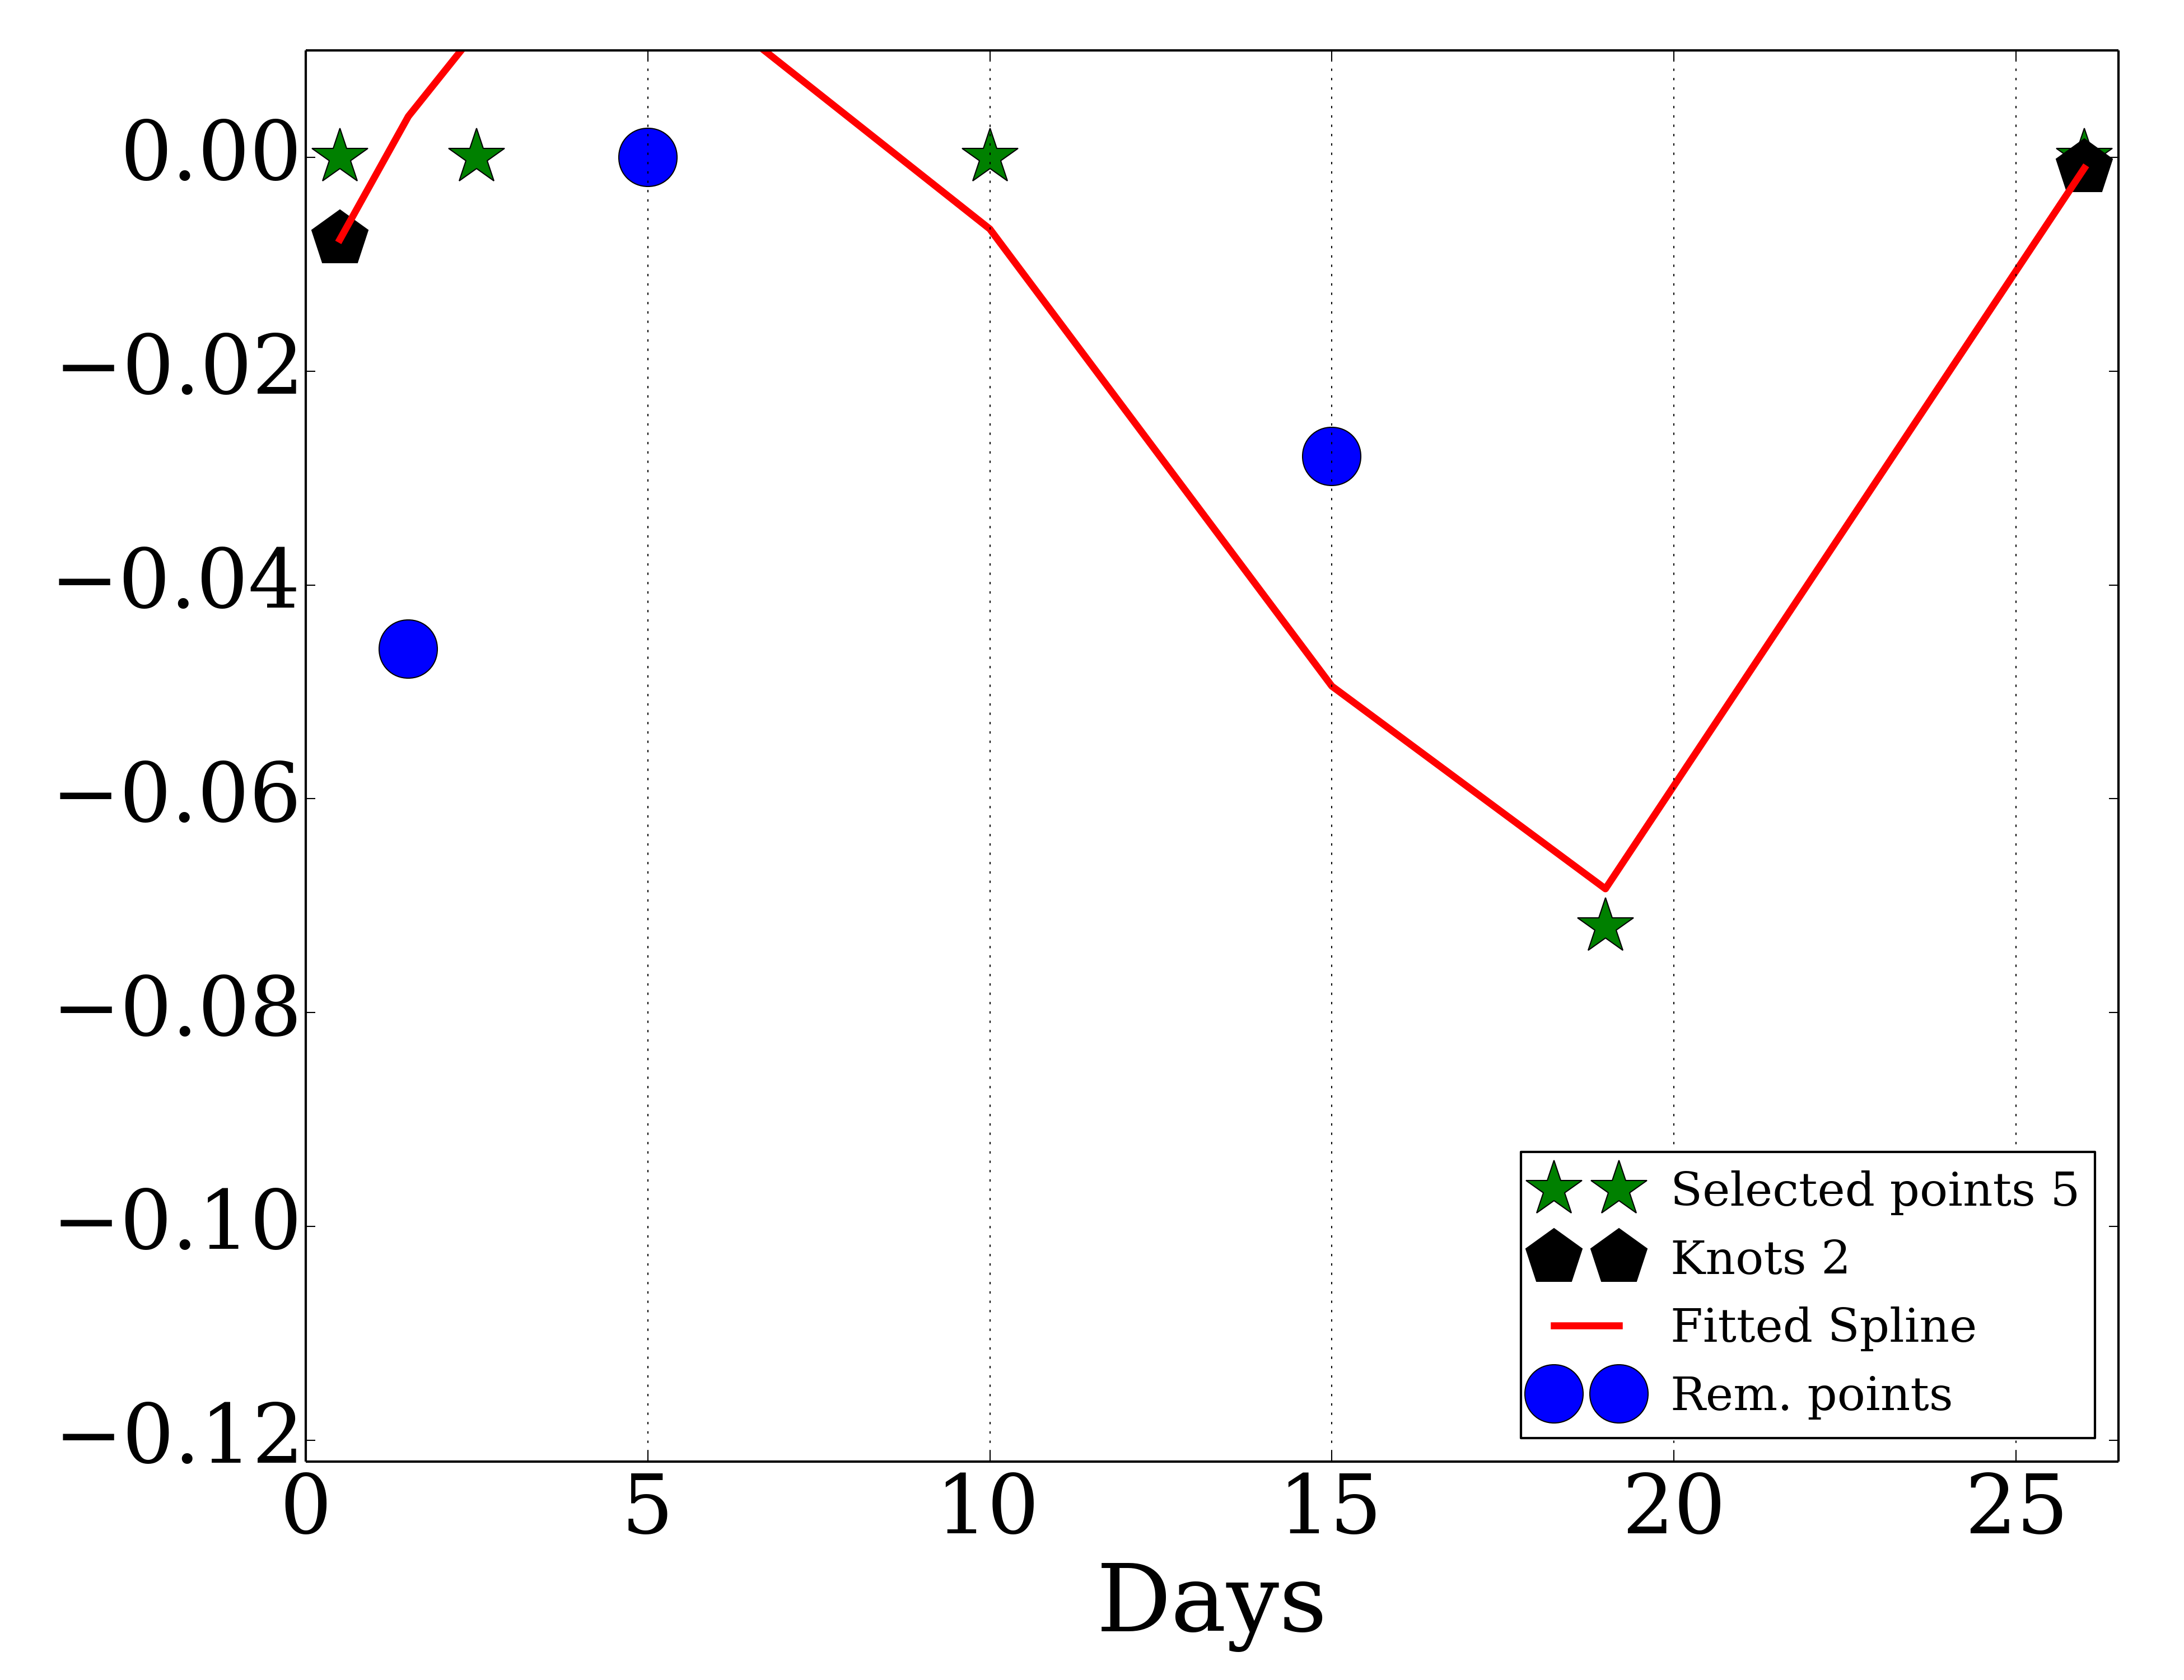 0.00
−0.02
−0.04
−0.06
−0.08
−0.10
−0.12
0 5 10 15 20 25
Days
Selected points 5
Knots 2
Fitted Spline
Rem. points